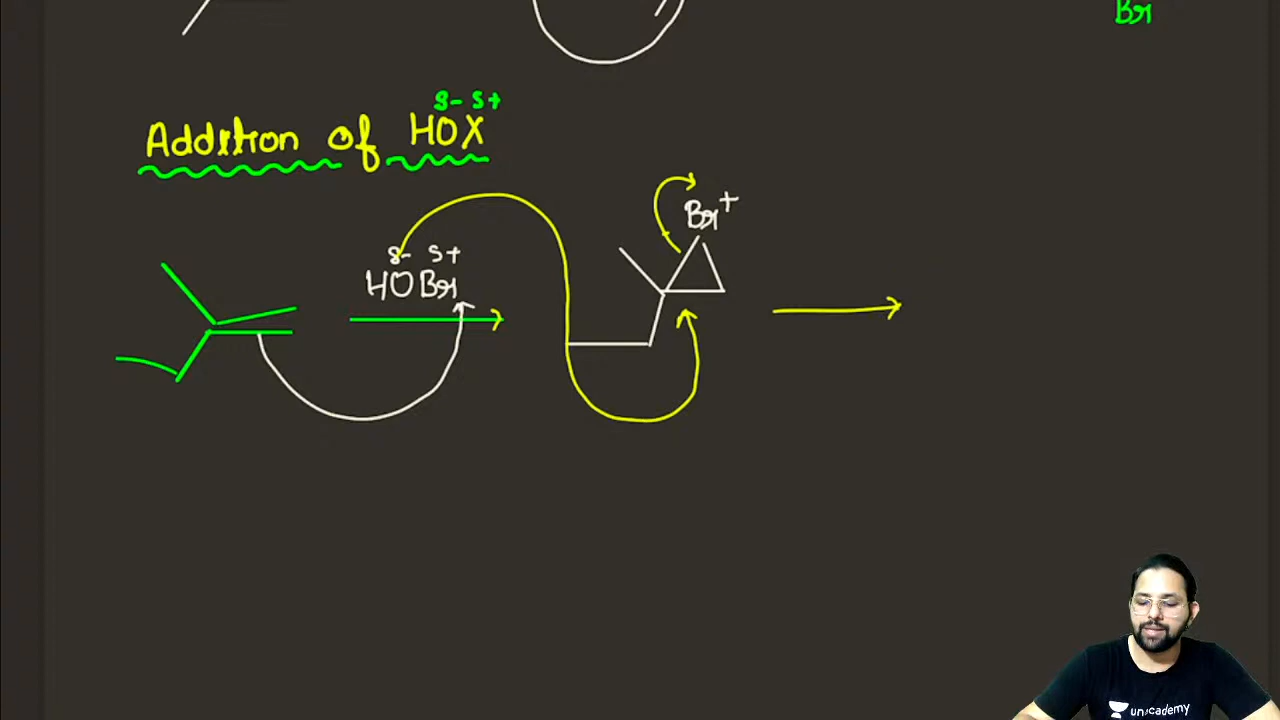 Br
δ- δ+
Addition of HOX
Br+
δ- δ+
HOBr
unacademy